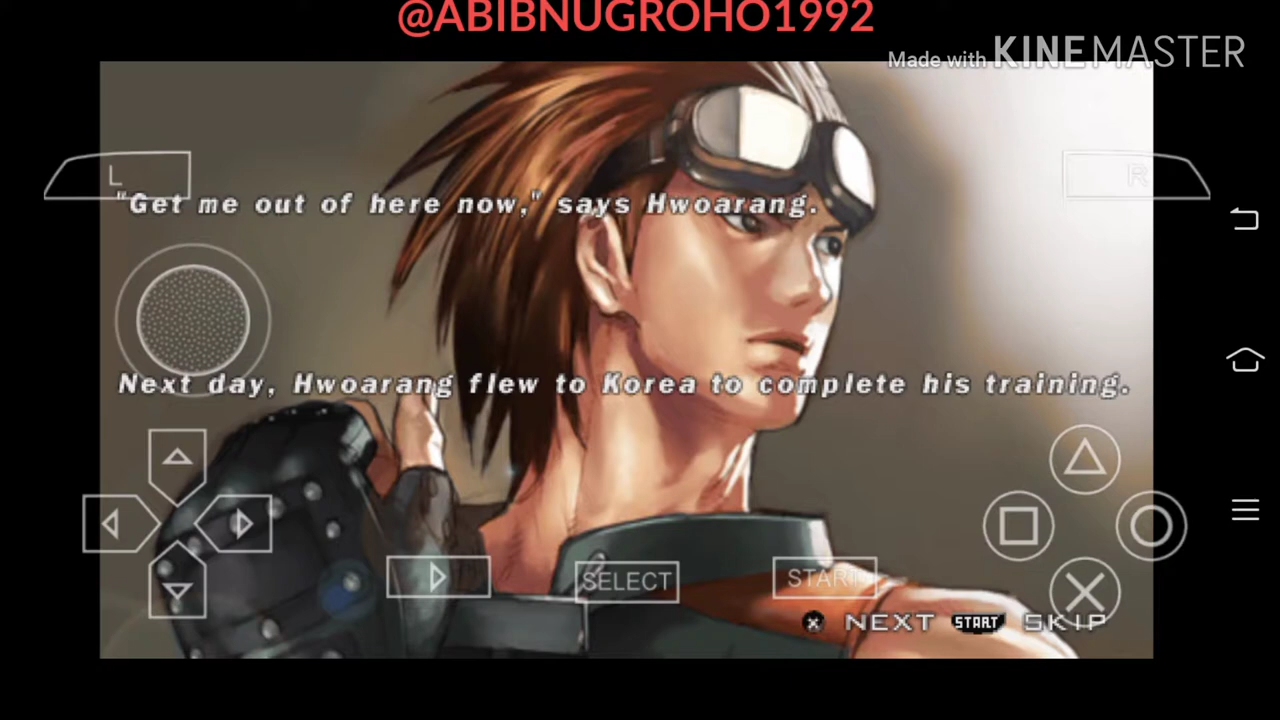 @ABIBNUGROHO1992
Made with KINEMASTER
L
R
"Get me out of here now," says Hwoarang.
Next day, Hwoarang flew to Korea to complete his training.
SELECT
START
NEXT START SKIP